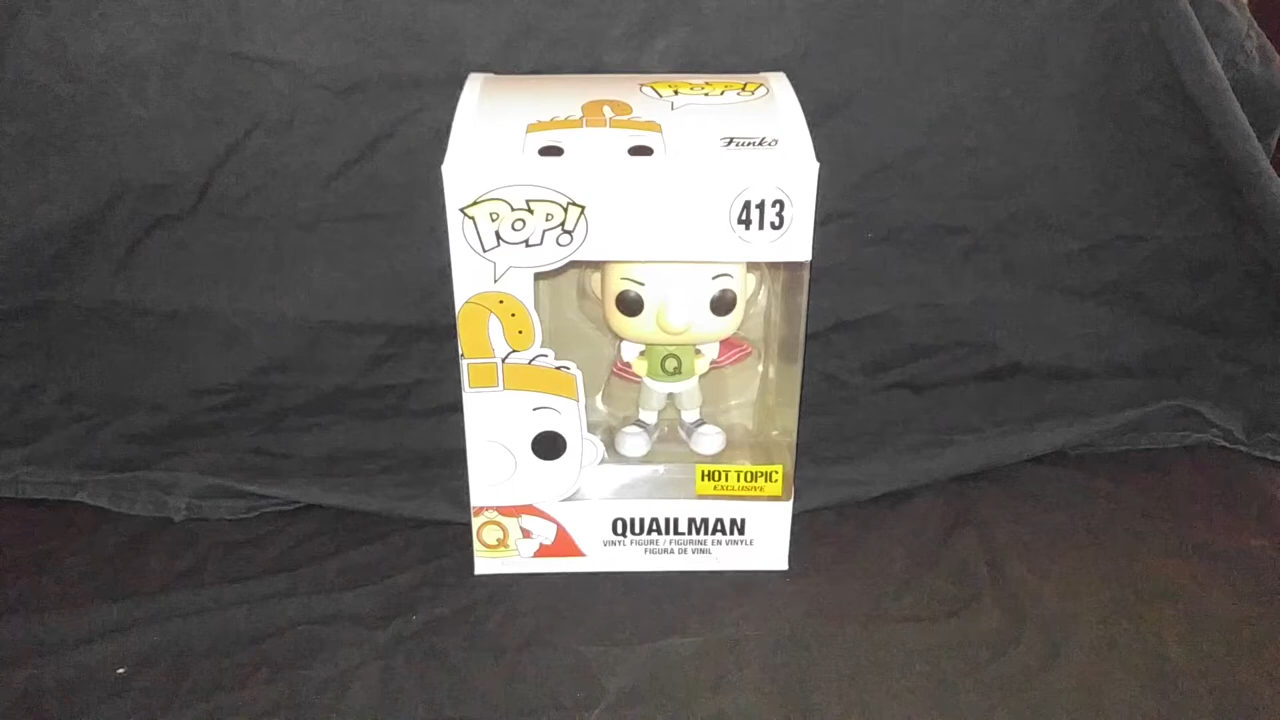 POP!
Funko
POP!
413
Q
HOT TOPIC
EXCLUSIVE
Q
QUAILMAN
VINYL FIGURE / FIGURINE EN VINYLE
FIGURA DE VINIL